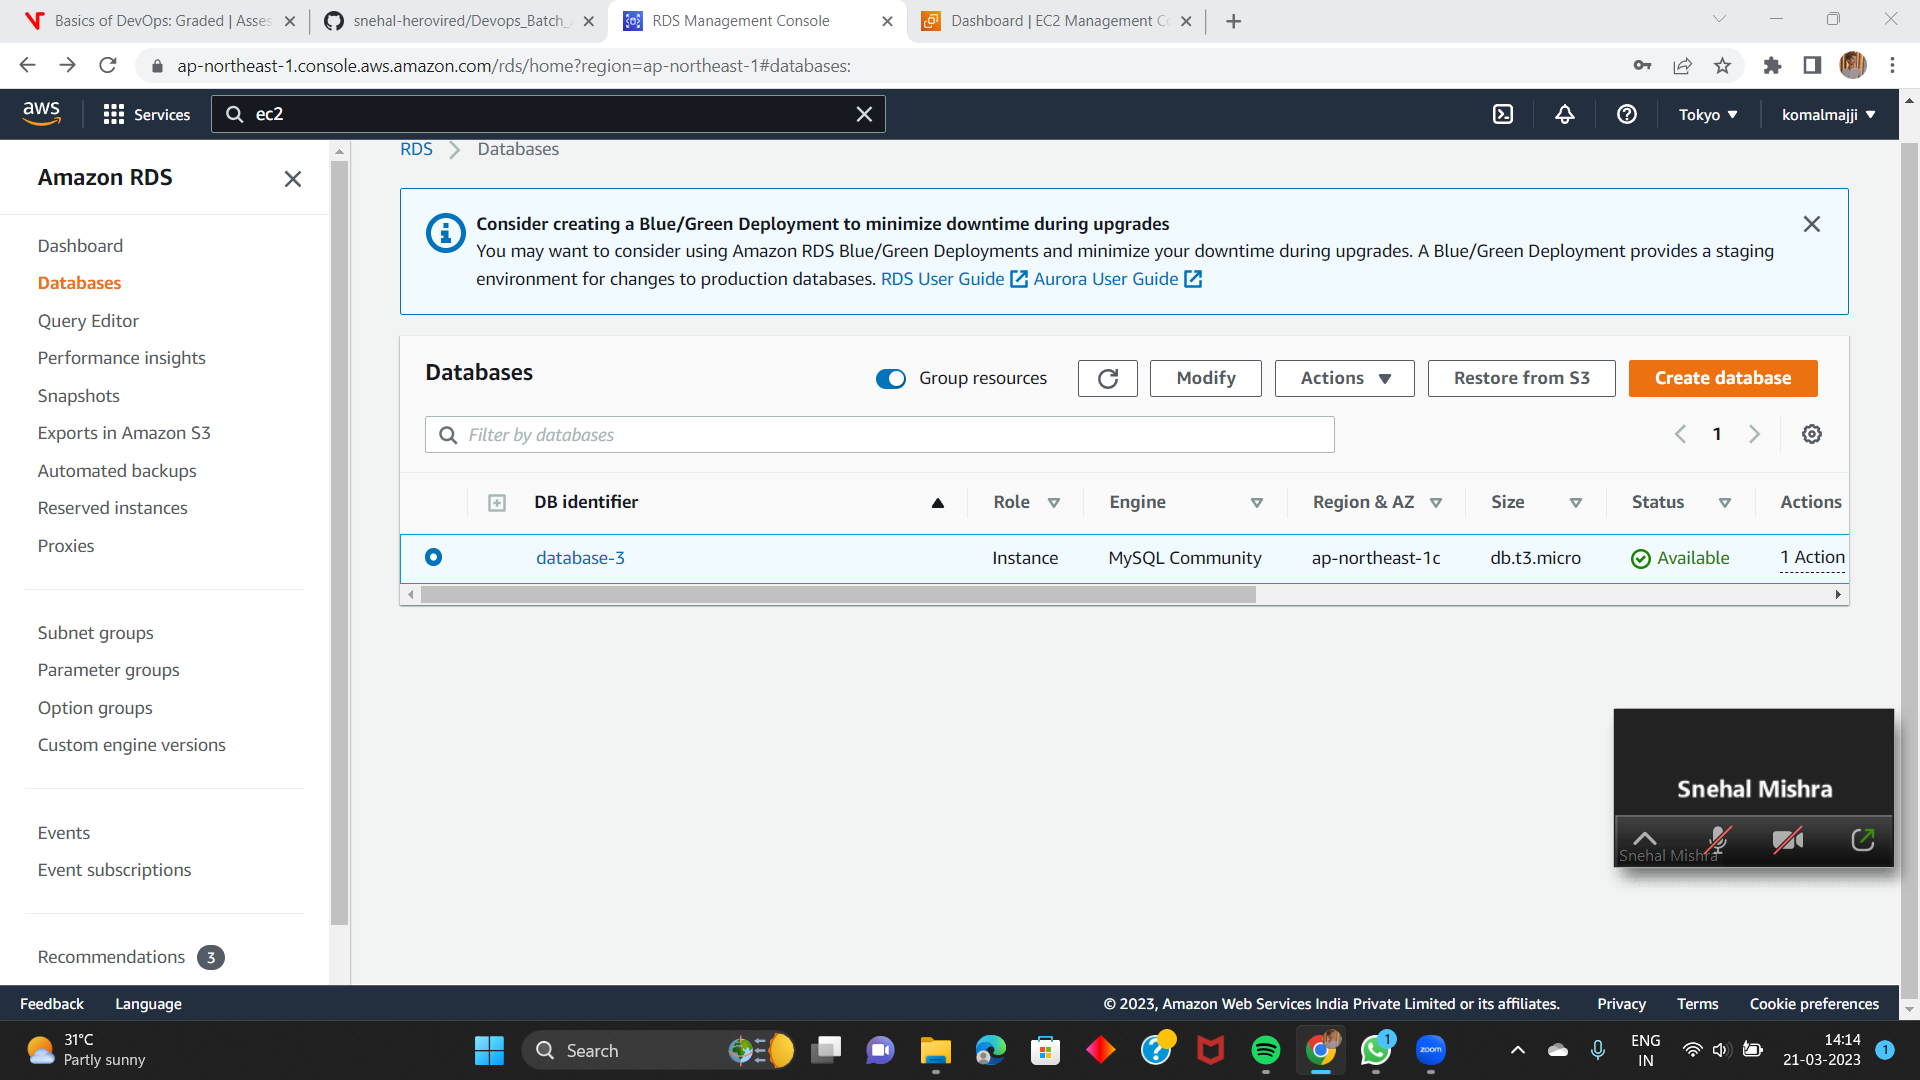 Basics of DevOps: Graded | Asses
snehal-herovired/Devops_Batch_
RDS Management Console
Dashboard | EC2 Management Co
ap-northeast-1.console.aws.amazon.com/rds/home?region=ap-northeast-1#databases:
aws
Services
ec2
Tokyo
komalmajji
Amazon RDS
Dashboard
Databases
Query Editor
Performance insights
Snapshots
Exports in Amazon S3
Automated backups
Reserved instances
Proxies
Subnet groups
Parameter groups
Option groups
Custom engine versions
Events
Event subscriptions
Recommendations 3
RDS > Databases
Consider creating a Blue/Green Deployment to minimize downtime during upgrades
You may want to consider using Amazon RDS Blue/Green Deployments and minimize your downtime during upgrades. A Blue/Green Deployment provides a staging
environment for changes to production databases. RDS User Guide Aurora User Guide
Databases
Group resources
Modify
Actions
Restore from S3
Create database
Filter by databases
1
DB identifier Role Engine Region & AZ Size Status Actions
database-3 Instance MySQL Community ap-northeast-1c db.t3.micro Available 1 Action
Snehal Mishra
Snehal Mishra
Feedback
Language
© 2023, Amazon Web Services India Private Limited or its affiliates.
Privacy
Terms
Cookie preferences
31°C
Partly sunny
Search
1
zoom
ENG
IN
14:14
21-03-2023
1